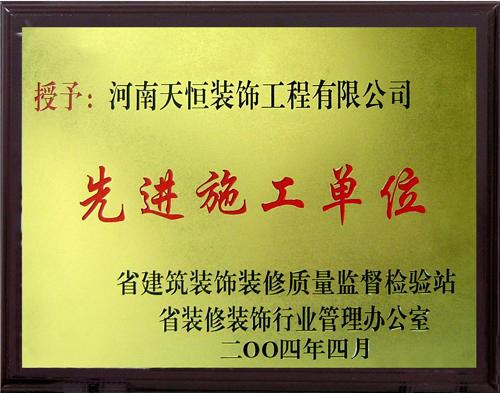 授予：河南天恒装饰工程有限公司
先进施工单位
省建筑装饰装修质量监督检验站
省装修装饰行业管理办公室
二OO四年四月